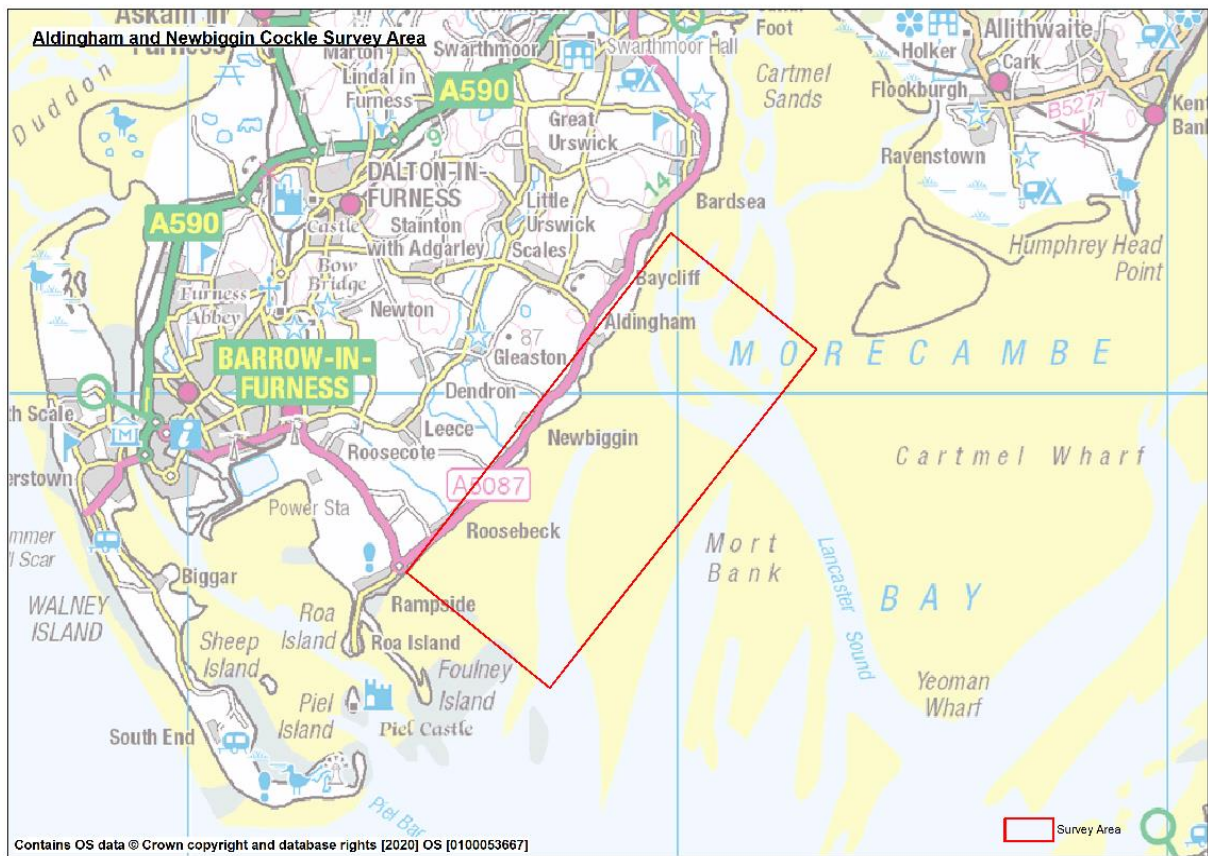 Askam in
Furness
Aldingham and Newbiggin Cockle Survey Area
Marton
Lindal in
Furness
Swarthmoor
Swarthmoor Hall
Foot
Cartmel
Sands
Holker
Allithwaite
Cark
Flookburgh
B5277
Kent
Bank
Ravenstown
Duddon
A590
9
Great
Urswick
14
Bardsea
DALTON-IN-
FURNESS
Castle
Stainton
with Adgarley
Little
Urswick
Scales
A590
Humphrey Head
Point
Bow
Bridge
Furness
Abbey
Newton
87
Gleaston
Baycliff
Aldingham
MORECAMBE
BARROW-IN-
FURNESS
Dendron
Leece
Newbiggin
th Scale
M
i
Roosecote
Cartmel Wharf
erstown
A5087
Power Sta
Roosebeck
Mort
Bank
Lancaster
Sound
BAY
Biggar
WALNEY
ISLAND
Rampside
Roa
Island
Roa Island
Sheep
Island
Foulney
Island
Piel
Island
Piel Castle
Yeoman
Wharf
South End
Piel Bar
Survey Area
Contains OS data © Crown copyright and database rights [2020] OS [0100053667]